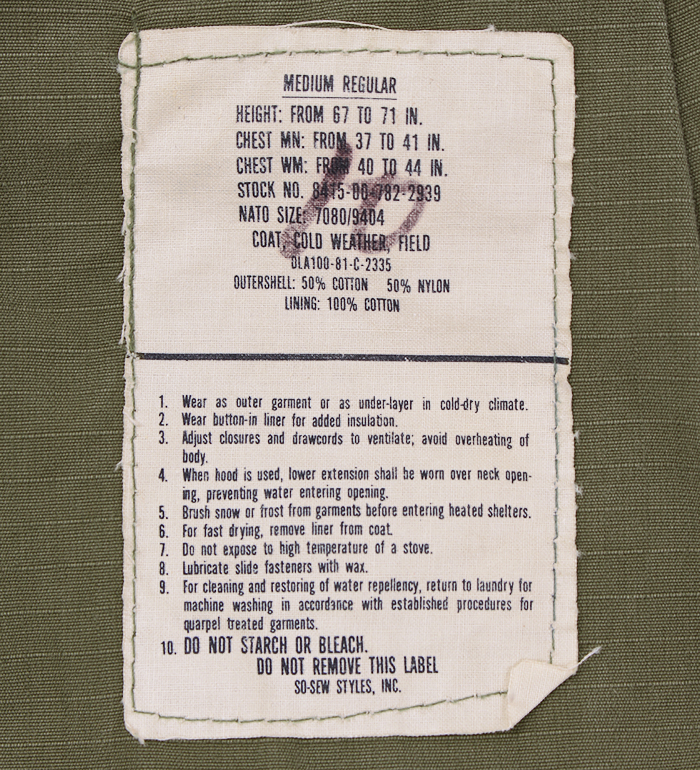 MEDIUM REGULAR
HEIGHT: FROM 67 TO 71 IN.
CHEST MN: FROM 37 TO 41 IN.
CHEST WM: FROM 40 TO 44 IN.
STOCK NO. 8415-00-782-2939
NATO SIZE: 7080/9404
COAT, COLD WEATHER, FIELD
DLA100-81-C-2335
OUTERSHELL: 50% COTTON 50% NYLON
LINING: 100% COTTON
1. Wear as outer garment or as under-layer in cold-dry climate.
2. Wear button-in liner for added insulation.
3. Adjust closures and drawcords to ventilate; avoid overheating of
body.
4. When hood is used, lower extension shall be worn over neck open-
ing, preventing water entering opening.
5. Brush snow or frost from garments before entering heated shelters.
6. For fast drying, remove liner from coat.
7. Do not expose to high temperature of a stove.
8. Lubricate slide fasteners with wax.
9. For cleaning and restoring of water repellency, return to laundry for
machine washing in accordance with established procedures for
quarpel treated garments.
10. DO NOT STARCH OR BLEACH.
DO NOT REMOVE THIS LABEL
SO-SEW STYLES, INC.